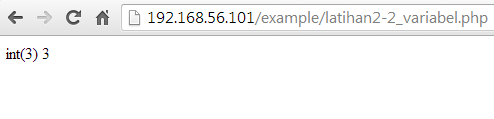 192.168.56.101/example/latihan2-2_variabel.php
int(3) 3